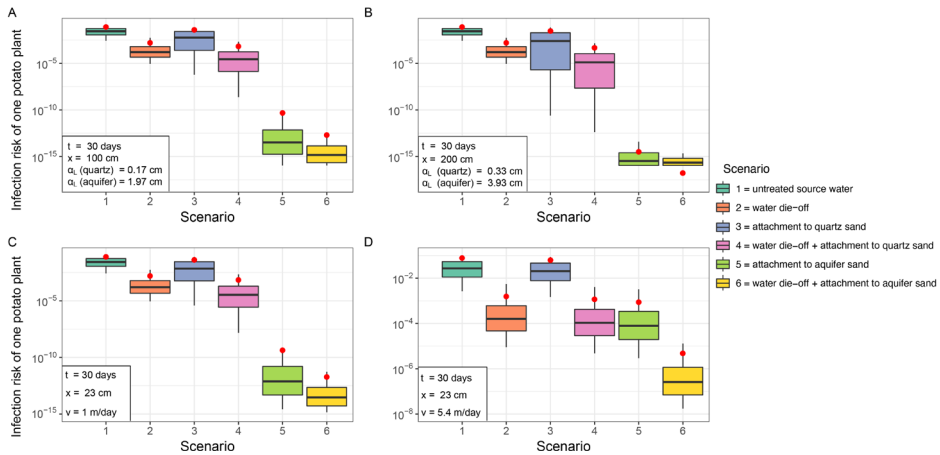 A
Infection risk of one potato plant
10⁻⁵
10⁻¹⁰
10⁻¹⁵
t = 30 days
x = 100 cm
αL (quartz) = 0.17 cm
αL (aquifer) = 1.97 cm
1 2 3 4 5 6
Scenario
B
10⁻⁵
10⁻¹⁰
10⁻¹⁵
t = 30 days
x = 200 cm
αL (quartz) = 0.33 cm
αL (aquifer) = 3.93 cm
1 2 3 4 5 6
Scenario
C
Infection risk of one potato plant
10⁻⁵
10⁻¹⁰
10⁻¹⁵
t = 30 days
x = 23 cm
v = 1 m/day
1 2 3 4 5 6
Scenario
D
10⁻²
10⁻⁴
10⁻⁶
10⁻⁸
t = 30 days
x = 23 cm
v = 5.4 m/day
1 2 3 4 5 6
Scenario
Scenario
1 = untreated source water
2 = water die-off
3 = attachment to quartz sand
4 = water die-off + attachment to quartz sand
5 = attachment to aquifer sand
6 = water die-off + attachment to aquifer sand